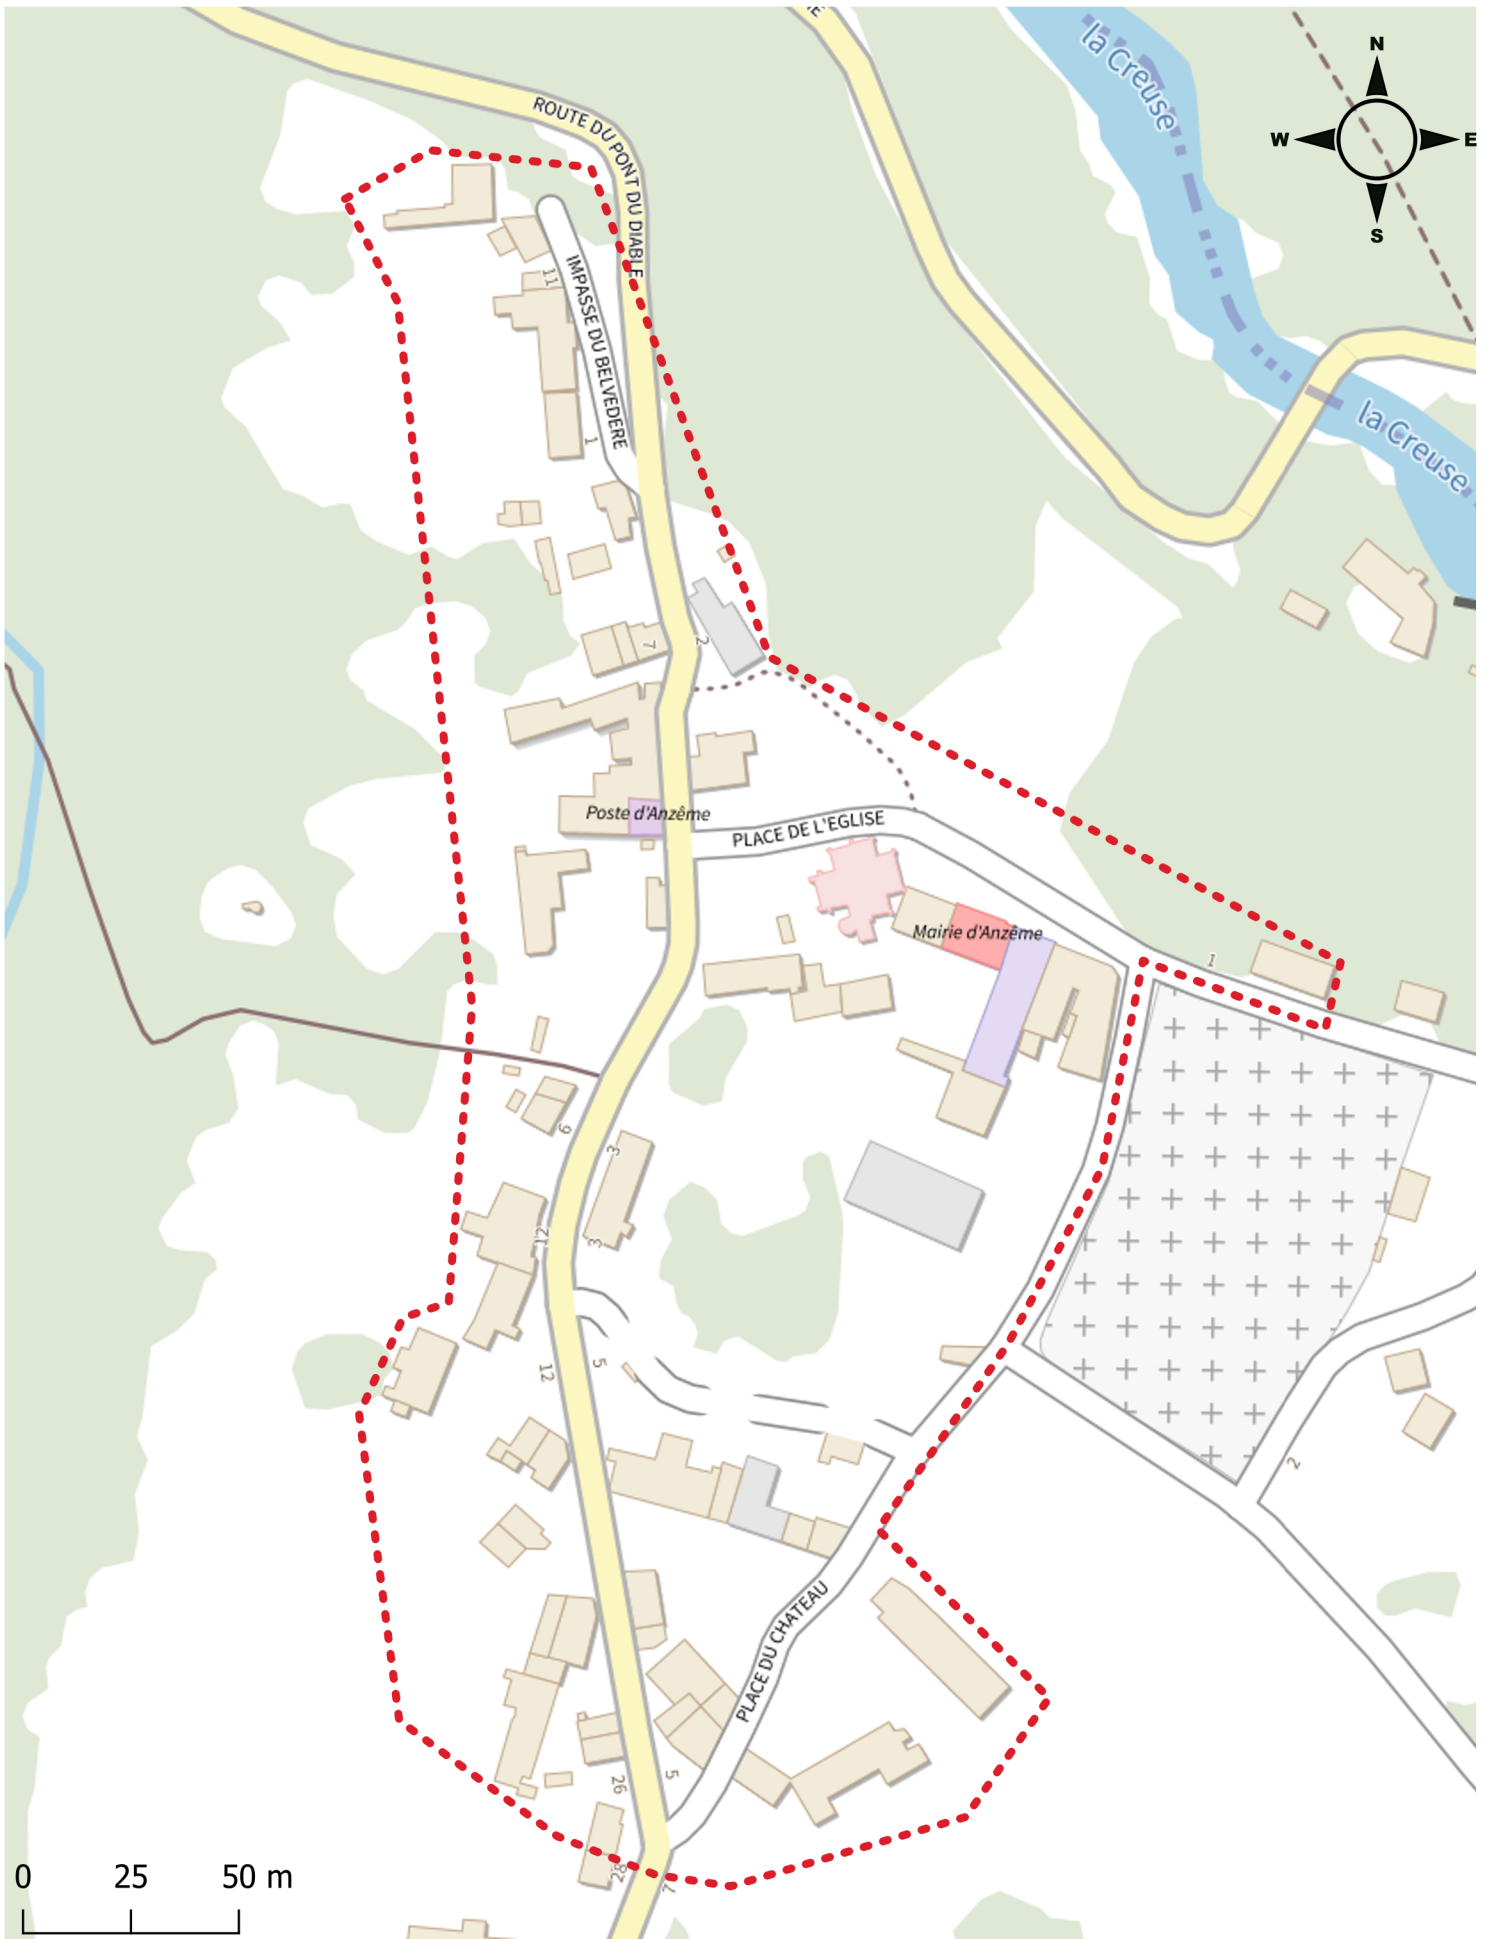 la Creuse
N
W
E
S
ROUTE DU PONT DU DIABLE
11
IMPASSE DU BELVEDERE
1
la Creuse
7
2
Poste d'Anzême
PLACE DE L'EGLISE
Mairie d'Anzême
1
6
3
12
3
12
5
2
PLACE DU CHATEAU
26
5
28
7
0
25
50 m